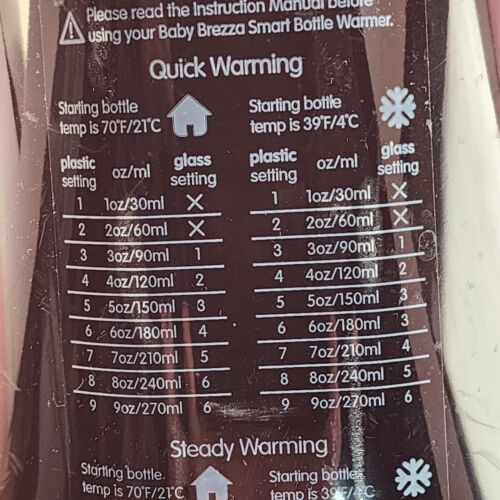 Please read the Instruction Manual before
using your Baby Brezza Smart Bottle Warmer.
Quick Warming
Starting bottle
temp is 70°F/21°C
Starting bottle
temp is 39°F/4°C
plastic setting oz/ml glass setting
1 1oz/30ml X
2 2oz/60ml X
3 3oz/90ml 1
4 4oz/120ml 2
5 5oz/150ml 3
6 6oz/180ml 4
7 7oz/210ml 5
8 8oz/240ml 6
9 9oz/270ml 6
plastic setting oz/ml glass setting
1 1oz/30ml X
2 2oz/60ml X
3 3oz/90ml 1
4 4oz/120ml 2
5 5oz/150ml 3
6 6oz/180ml 3
7 7oz/210ml 4
8 8oz/240ml 5
9 9oz/270ml 6
Steady Warming
Starting bottle
temp is 70°F/21°C
Starting bottle
temp is 39°F/4°C